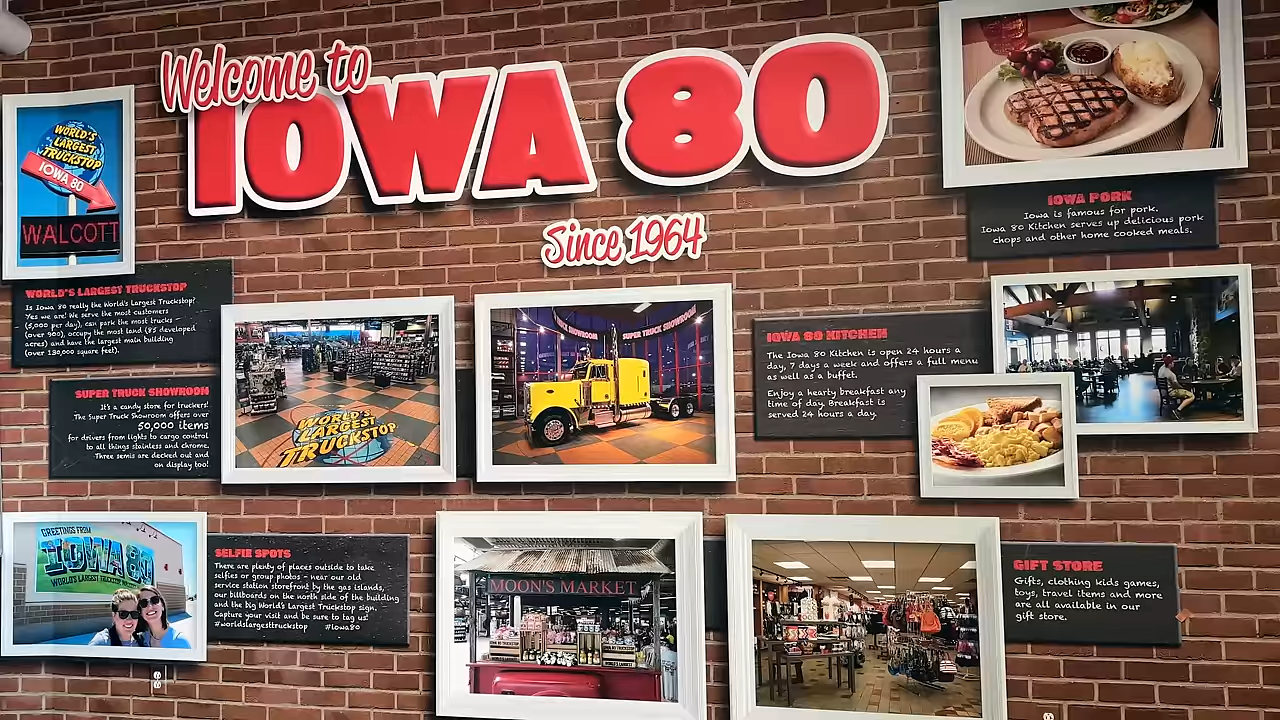 Welcome to
IOWA 80
Since 1964
WORLD'S
LARGEST
TRUCKSTOP
IOWA 80
WALCOTT
WORLD'S LARGEST TRUCKSTOP
Is Iowa 80 really the World's Largest Truckstop?
Yes we are! We serve the most customers
(5,000 per day), can park the most trucks
(over 900), occupy the most land (85 developed
acres) and have the largest main building
(over 130,000 square feet).
SUPER TRUCK SHOWROOM
It's a candy store for truckers!
The Super Truck Showroom offers over
50,000 items
for drivers from lights to cargo control
to all things stainless and chrome.
Three semis are decked out and
on display too!
WORLD'S
LARGEST
TRUCKSTOP
SHOWROOM
SUPER TRUCK SHOWROOM
IOWA PORK
Iowa is famous for pork.
Iowa 80 Kitchen serves up delicious pork
chops and other home cooked meals.
IOWA 80 KITCHEN
The Iowa 80 Kitchen is open 24 hours a
day, 7 days a week and offers a full menu
as well as a buffet.
Enjoy a hearty breakfast any
time of day. Breakfast is
served 24 hours a day.
GREETINGS FROM
IOWA 80
WORLD'S LARGEST TRUCKSTOP
SELFIE SPOTS
There are plenty of places outside to take
selfies or group photos - near our old
service station storefront by the gas islands,
our billboards on the north side of the building
and the big World's Largest Truckstop sign.
Capture your visit and be sure to tag us!
#worldslargesttruckstop #Iowa80
MOON'S MARKET
GIFT STORE
Gifts, clothing kids games,
toys, travel items and more
are all available in our
gift store.